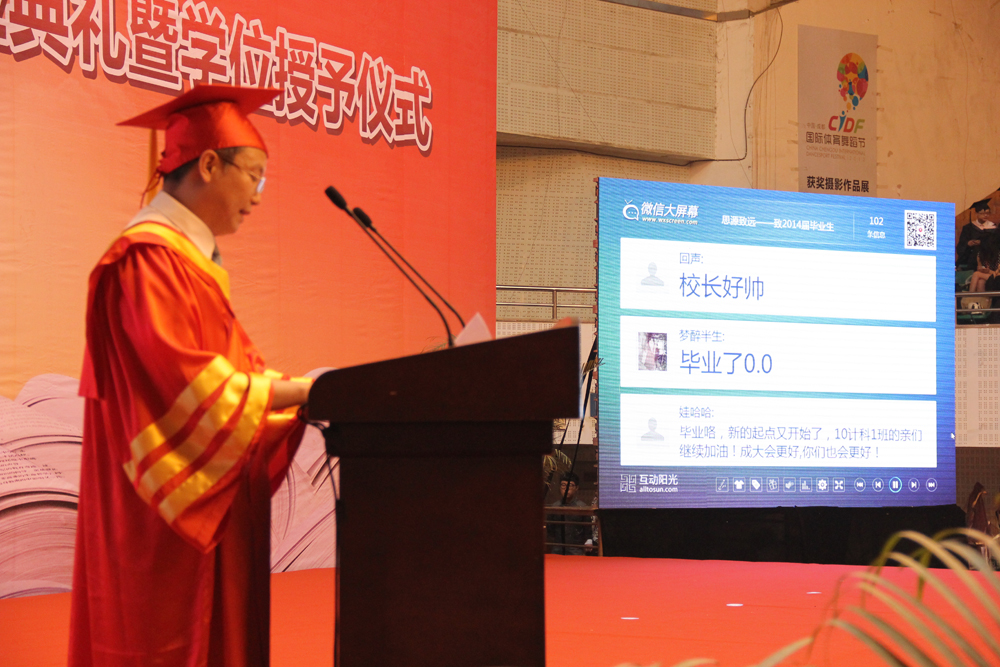 典礼暨学位授予仪式
CIDF
国际体育舞蹈节
获奖摄影作品展
微信大屏幕
www.wxscreen.com
思源致远——致2014届毕业生
102
条信息
回声:
校长好帅
梦醉半生:
毕业了0.0
娃哈哈:
毕业咯，新的起点又开始了，10计科1班的亲们
继续加油！成大会更好,你们也会更好！
互动阳光
alltosun.com